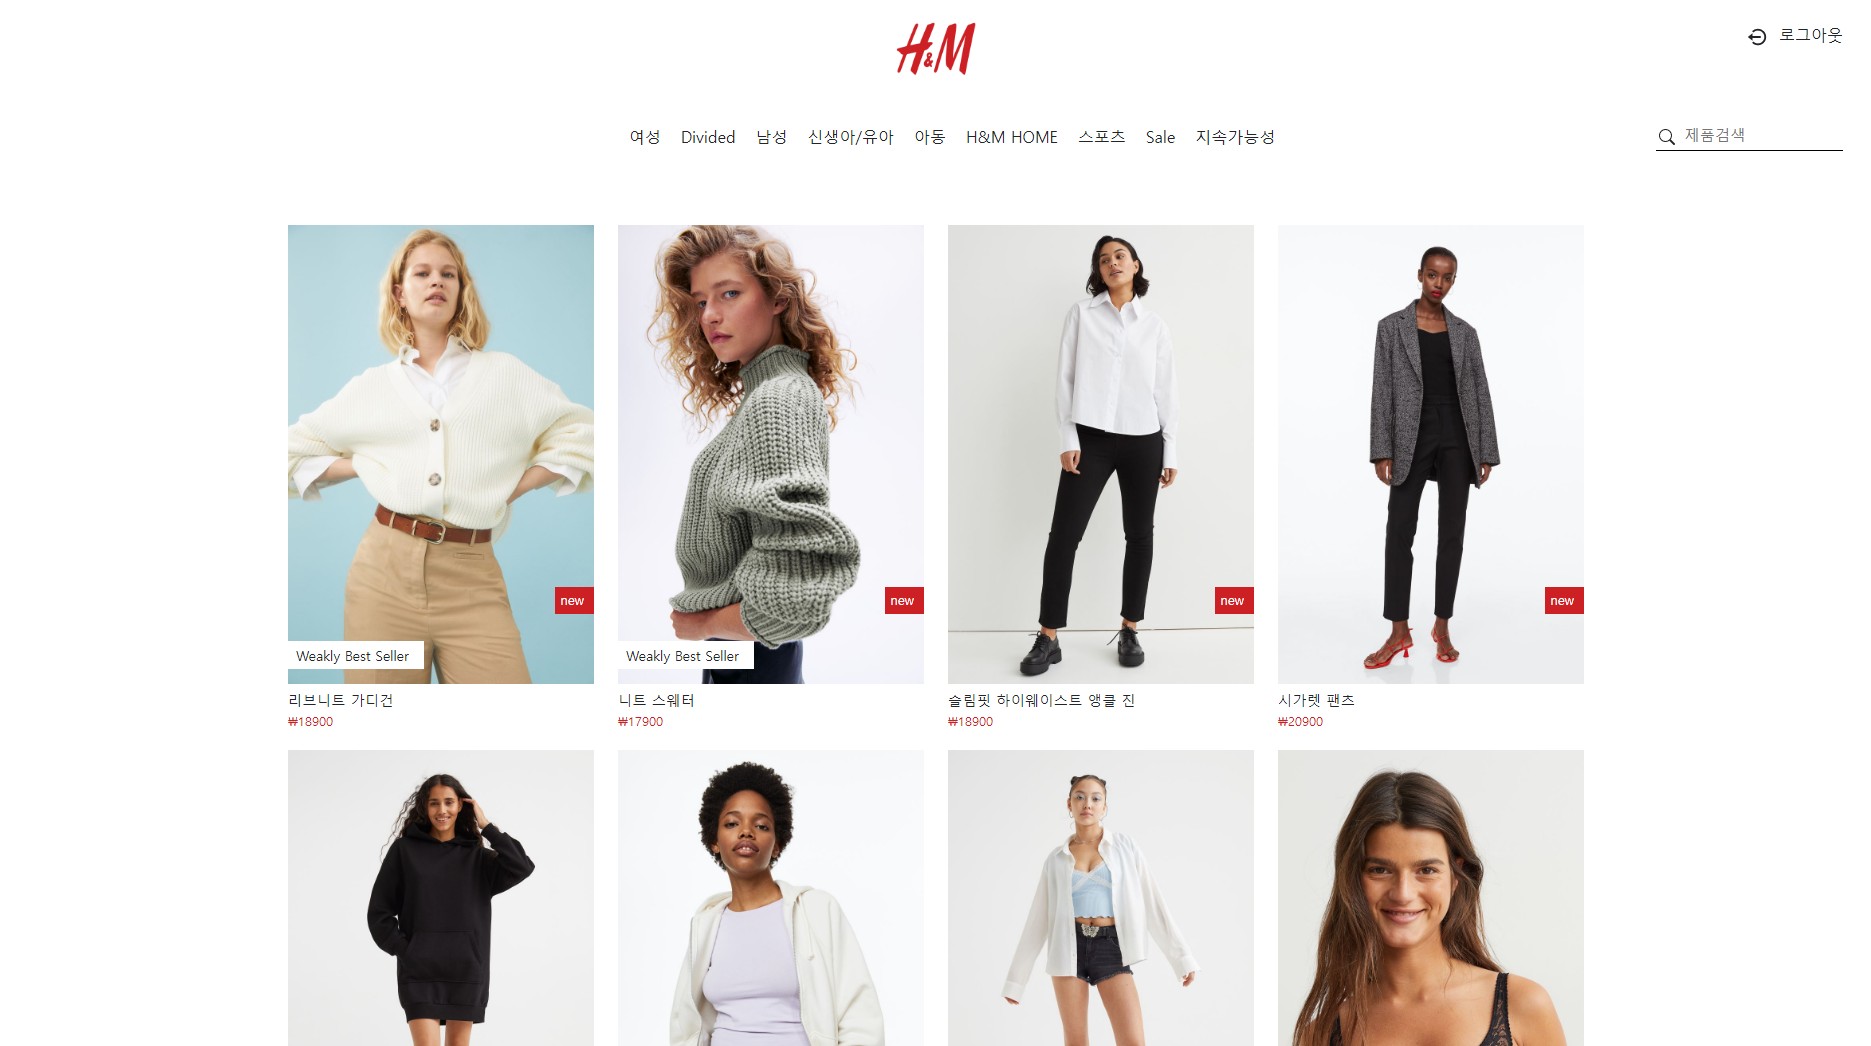 H&M
로그아웃
여성 Divided 남성 신생아/유아 아동 H&M HOME 스포츠 Sale 지속가능성
제품검색
new
Weakly Best Seller
리브니트 가디건
₩18900
new
Weakly Best Seller
니트 스웨터
₩17900
new
슬림핏 하이웨이스트 앵클 진
₩18900
new
시가렛 팬츠
₩20900